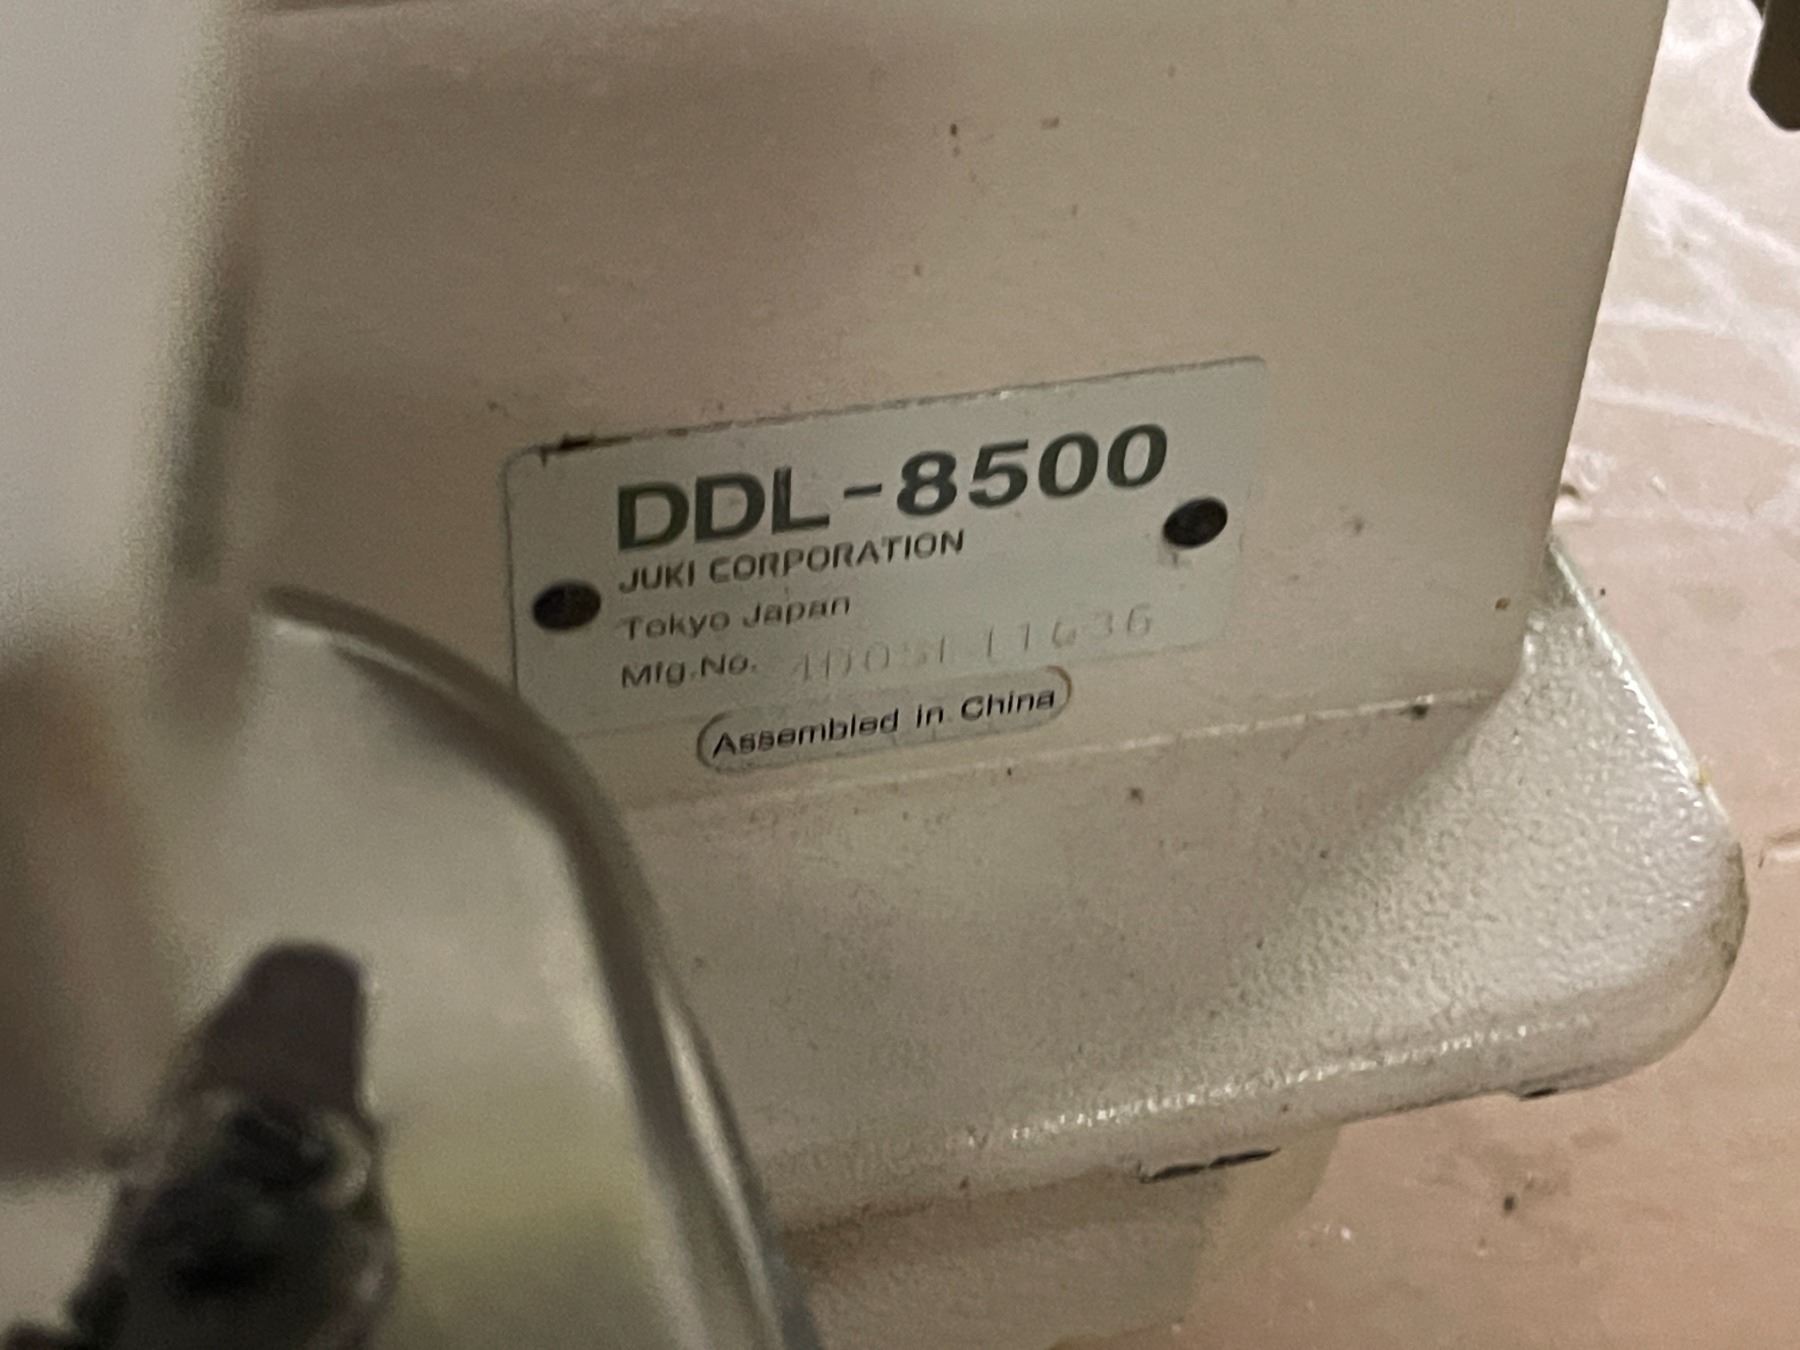 DDL-8500
JUKI CORPORATION
Tokyo Japan
Mfg.No.
Assembled in China